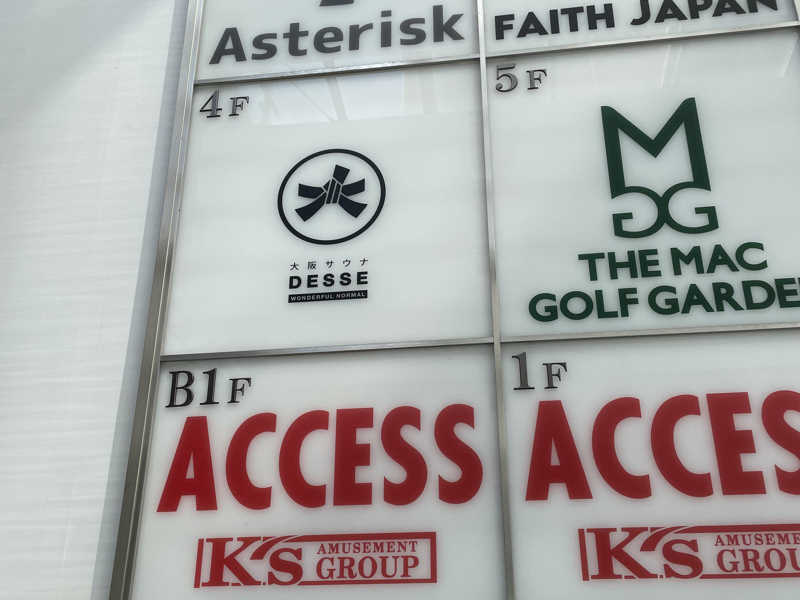 Asterisk
FAITH JAPAN
4F
大阪サウナ
DESSE
WONDERFUL NORMAL
5F
MGG
THE MAC
GOLF GARDE
B1F
ACCESS
K's AMUSEMENT
GROUP
1F
ACCES
K's AMUSEME
GROU